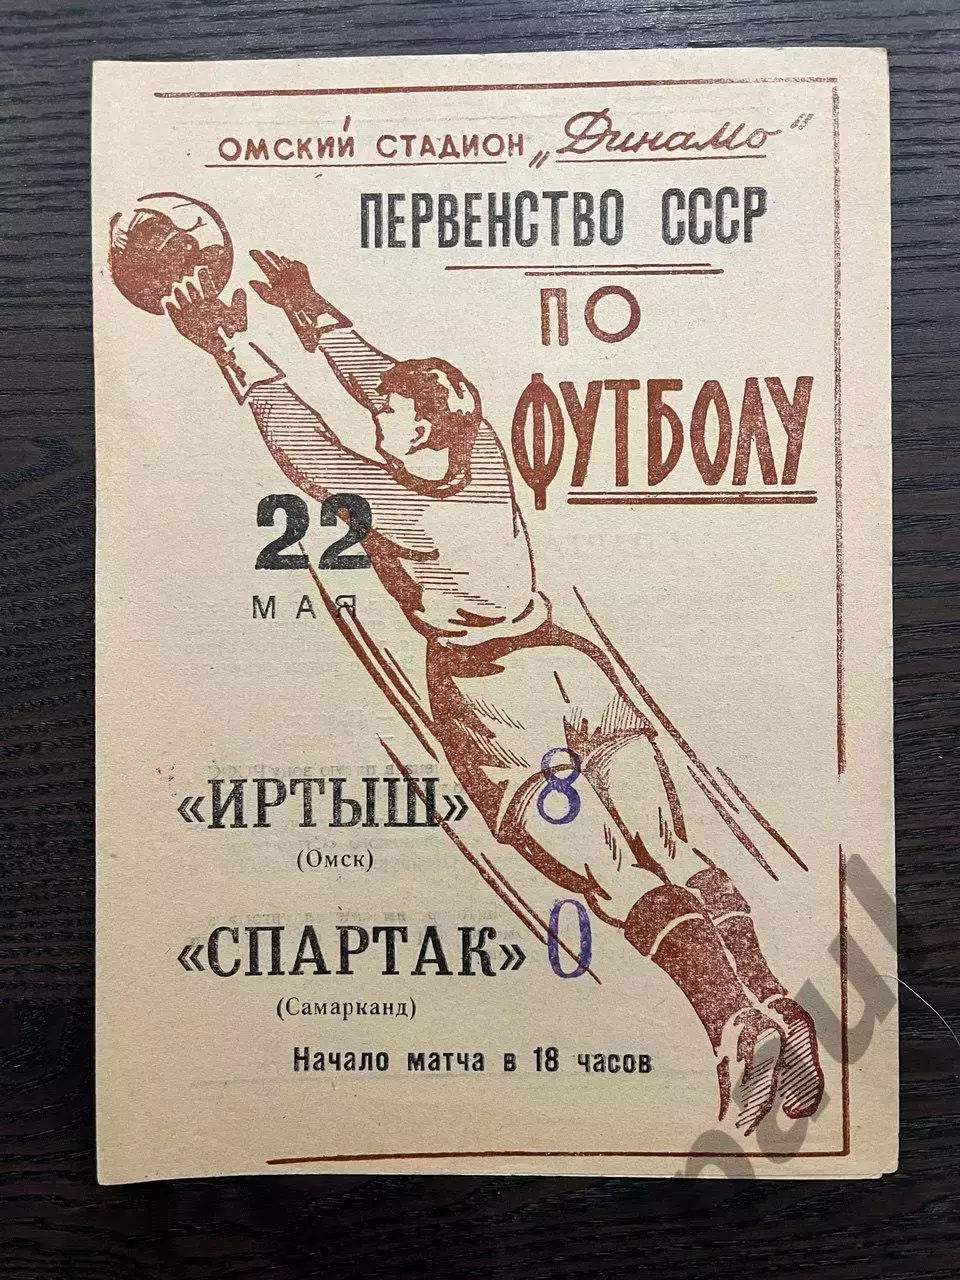 ОМСКИЙ СТАДИОН „Динамо"
ПЕРВЕНСТВО СССР
ПО
ФУТБОЛУ
22
МАЯ
«ИРТЫШ» 8
(Омск)
«СПАРТАК» 0
(Самарканд)
Начало матча в 18 часов
paul